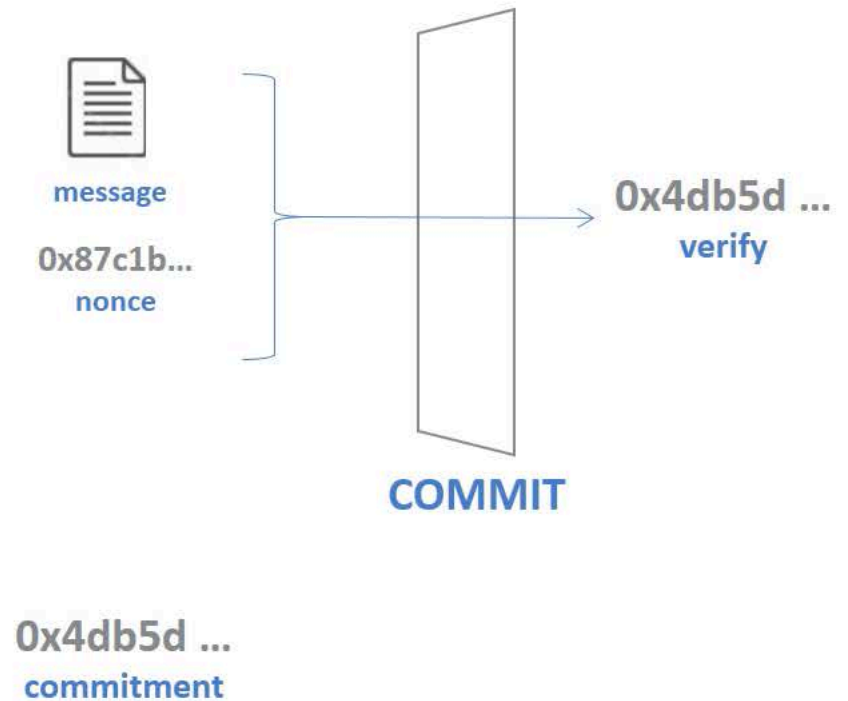 message
0x87c1b...
nonce
0x4db5d ...
verify
COMMIT
0x4db5d ...
commitment